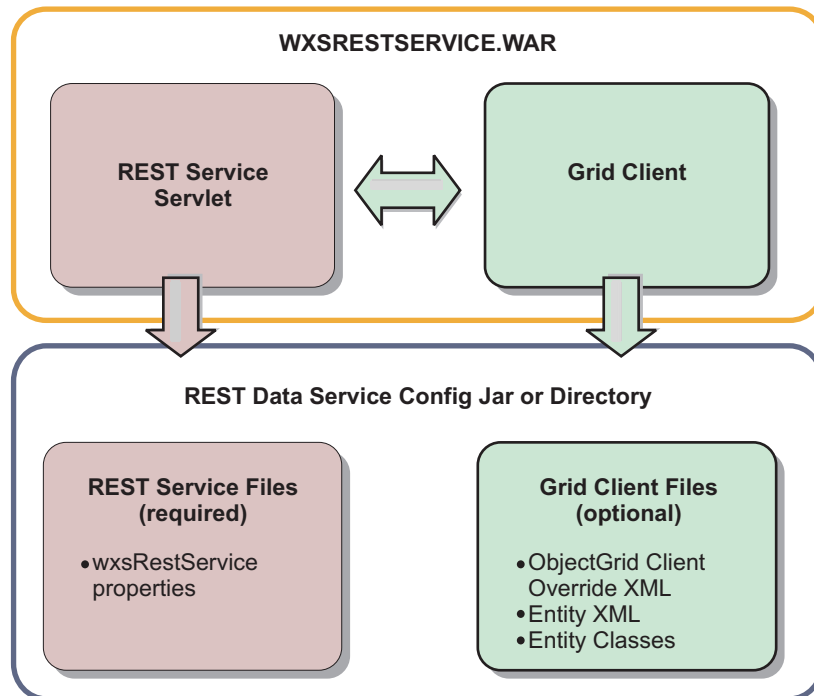 WXSRESTSERVICE.WAR
REST Service
Servlet
Grid Client
REST Data Service Config Jar or Directory
REST Service Files
(required)
•wxsRestService
properties
Grid Client Files
(optional)
•ObjectGrid Client
Override XML
•Entity XML
•Entity Classes